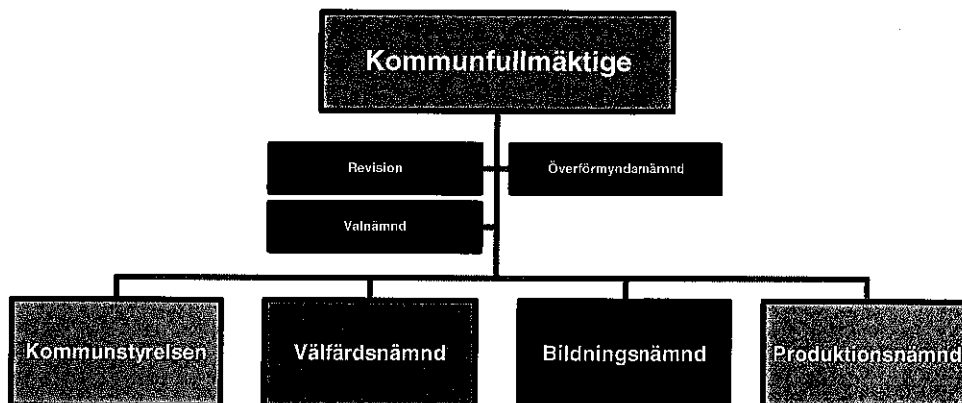 Kommunfullmäktige
Revision
Överförmyndarnämnd
Valnämnd
Kommunstyrelsen
Välfärdsnämnd
Bildningsnämnd
Produktionsnämnd